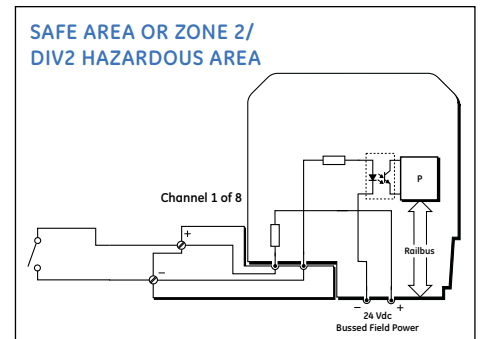 SAFE AREA OR ZONE 2/
DIV2 HAZARDOUS AREA
P
Channel 1 of 8
+
Railbus
–
– +
24 Vdc
Bussed Field Power